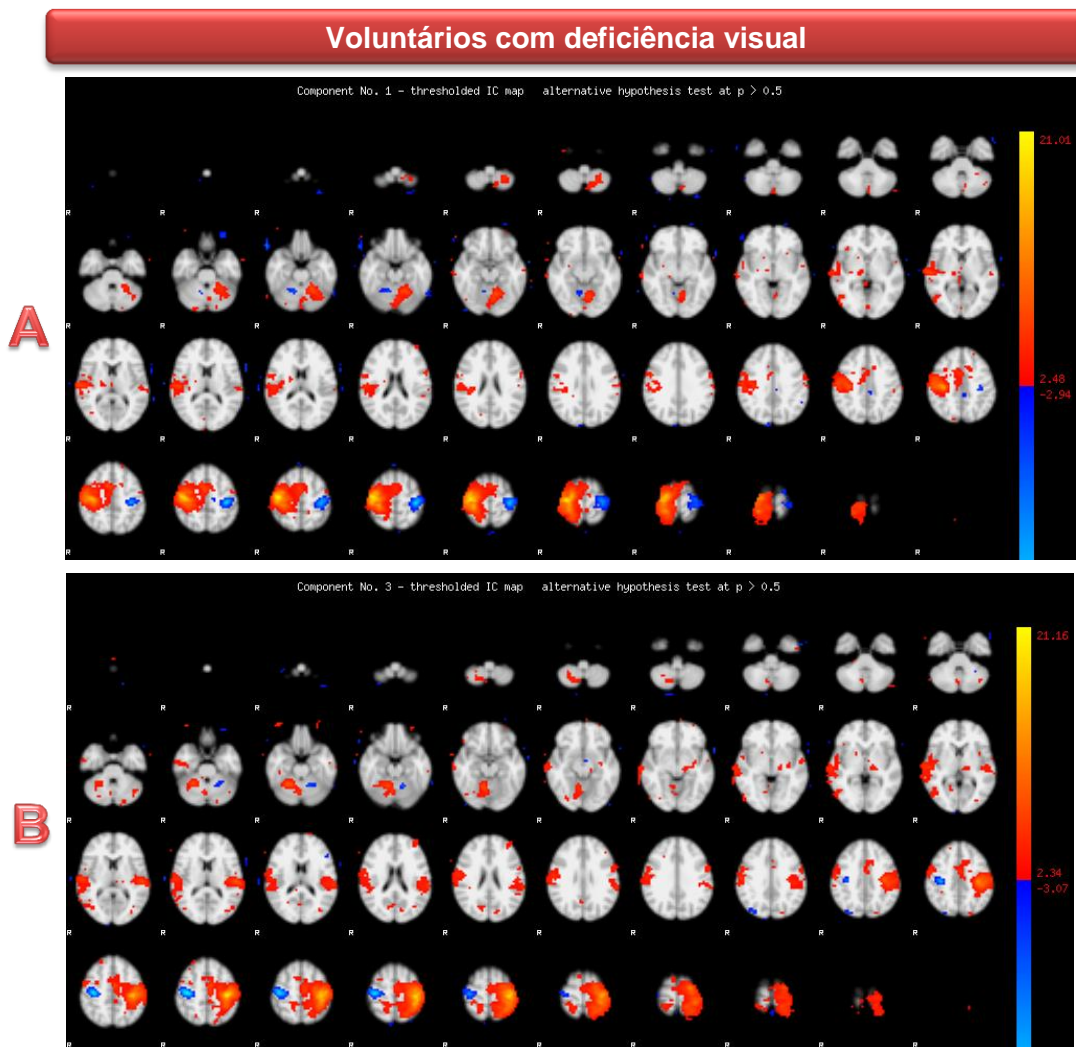 Voluntários com deficiência visual
Component No. 1 - thresholded IC map alternative hypothesis test at p > 0.5
21.01
R R R R R R R R R R
A
R R R R R R R R R R
2.48
-2.94
R R R R R R R R R R
R R R R R R R R R R
Component No. 3 - thresholded IC map alternative hypothesis test at p > 0.5
21.16
R R R R R R R R R R
B
R R R R R R R R R R
2.34
-3.07
R R R R R R R R R R
R R R R R R R R R R